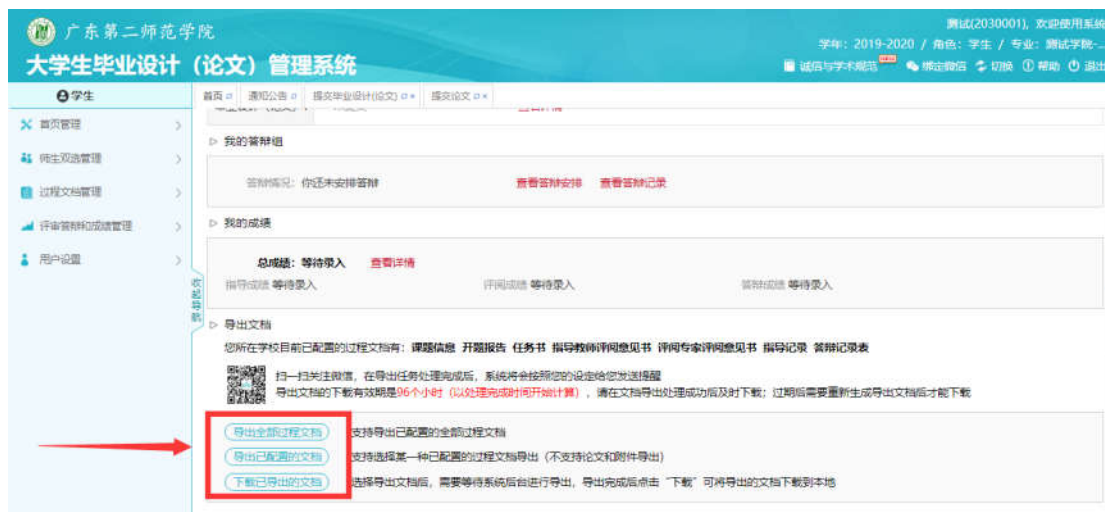 广东第二师范学院
测试(2030001), 欢迎使用系统
学年: 2019-2020 / 角色: 学生 / 专业: 测试学院-...
大学生毕业设计（论文）管理系统
诚信与学术规范 绑定微信 切换 帮助 退出
学生
首页 通知公告 提交毕业设计(论文) 提交论文
首页管理
师生双选管理
过程文档管理
评审答辩和成绩管理
用户设置
收起导航
我的答辩组
答辩情况: 你还未安排答辩 查看答辩安排 查看答辩记录
我的成绩
总成绩: 等待录入 查看详情
指导成绩 等待录入 评阅成绩 等待录入 答辩成绩 等待录入
导出文档
您所在学校目前已配置的过程文档有: 课题信息 开题报告 任务书 指导教师评阅意见书 评阅专家评阅意见书 指导记录 答辩记录表
扫一扫关注微信，在导出任务处理完成后，系统将会按照您的设定给您发送提醒
导出文档的下载有效期是96个小时（以处理完成时间开始计算），请在文档导出处理成功后及时下载；过期后需要重新生成导出文档后才能下载
导出全部过程文档 支持导出已配置的全部过程文档
导出已配置的文档 支持选择某一种已配置的过程文档导出（不支持论文和附件导出）
下载已导出的文档 选择导出文档后，需要等待系统后台进行导出，导出完成后点击“下载”可将导出的文档下载到本地